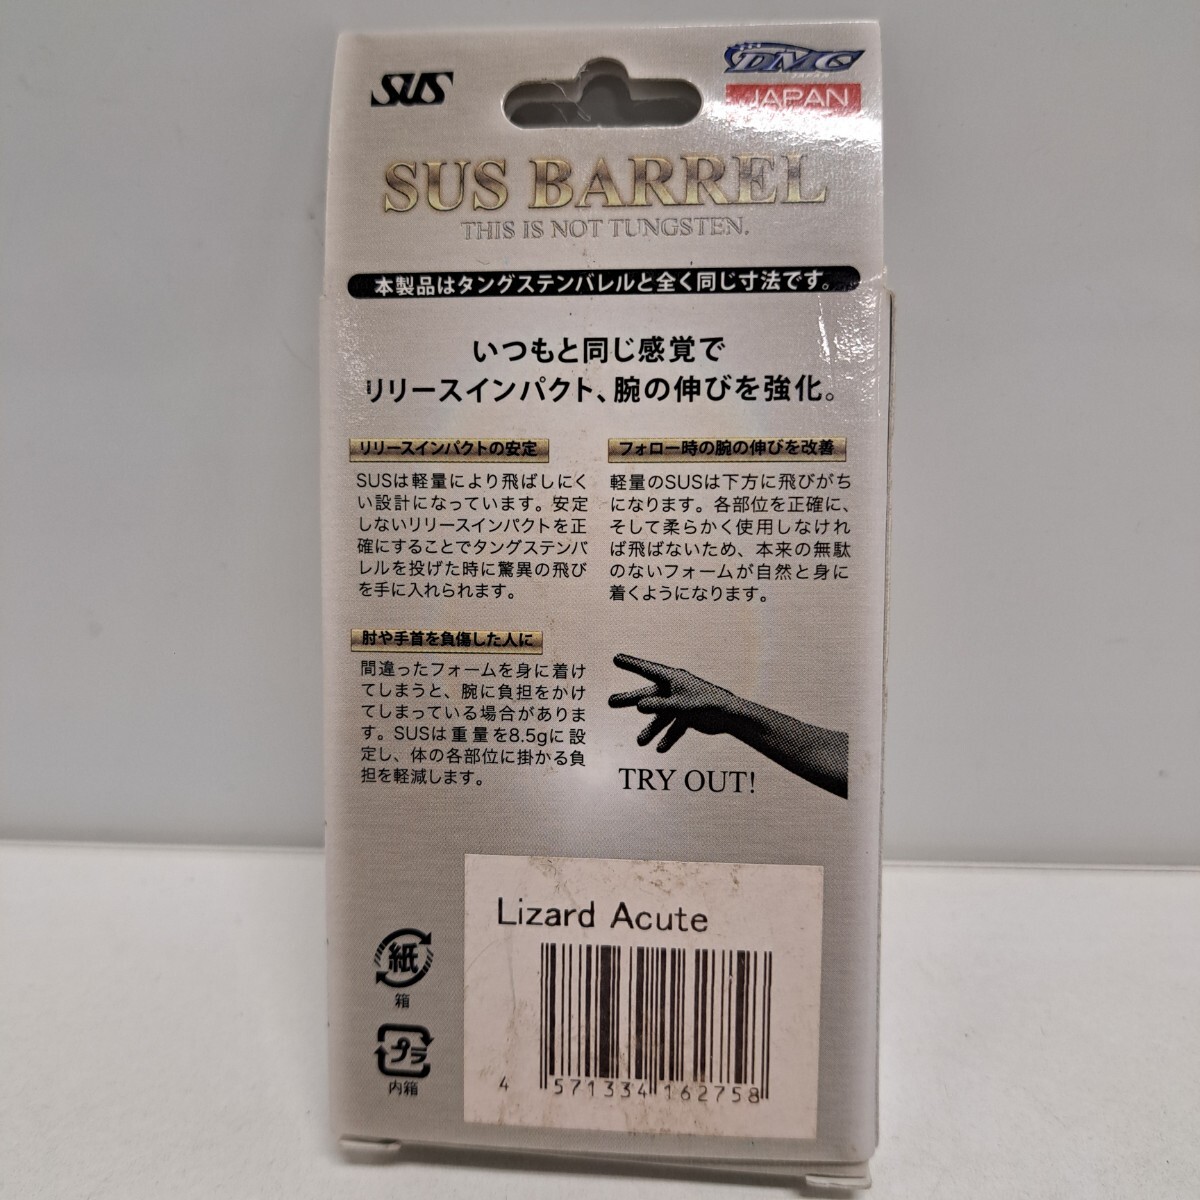 SUS
DMC
JAPAN
JAPAN
SUS BARREL
THIS IS NOT TUNGSTEN.
本製品はタングステンバレルと全く同じ寸法です。
いつもと同じ感覚で
リリースインパクト、腕の伸びを強化。
リリースインパクトの安定
SUSは軽量により飛ばしにく
い設計になっています。安定
しないリリースインパクトを正
確にすることでタングステンバ
レルを投げた時に驚異の飛び
を手に入れられます。
フォロー時の腕の伸びを改善
軽量のSUSは下方に飛びがち
になります。各部位を正確に、
そして柔らかく使用しなけれ
ば飛ばないため、本来の無駄
のないフォームが自然と身に
着くようになります。
肘や手首を負傷した人に
間違ったフォームを身に着け
てしまうと、腕に負担をかけ
てしまっている場合がありま
す。SUSは重量を8.5gに設
定し、体の各部位に掛かる負
担を軽減します。
TRY OUT!
Lizard Acute
4 571334 162758
紙
箱
プラ
内箱